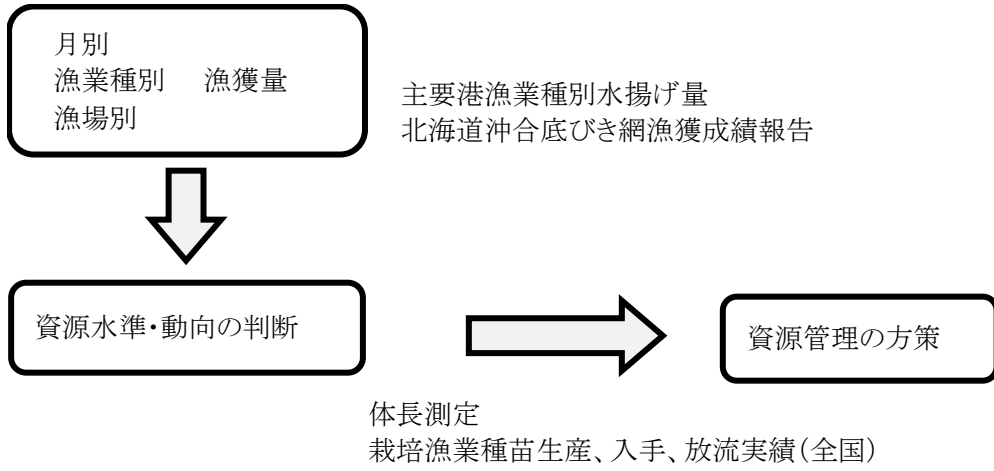 月別
漁業種別 漁獲量
漁場別
主要港漁業種別水揚げ量
北海道沖合底びき網漁獲成績報告
資源水準・動向の判断
資源管理の方策
体長測定
栽培漁業種苗生産、入手、放流実績(全国)